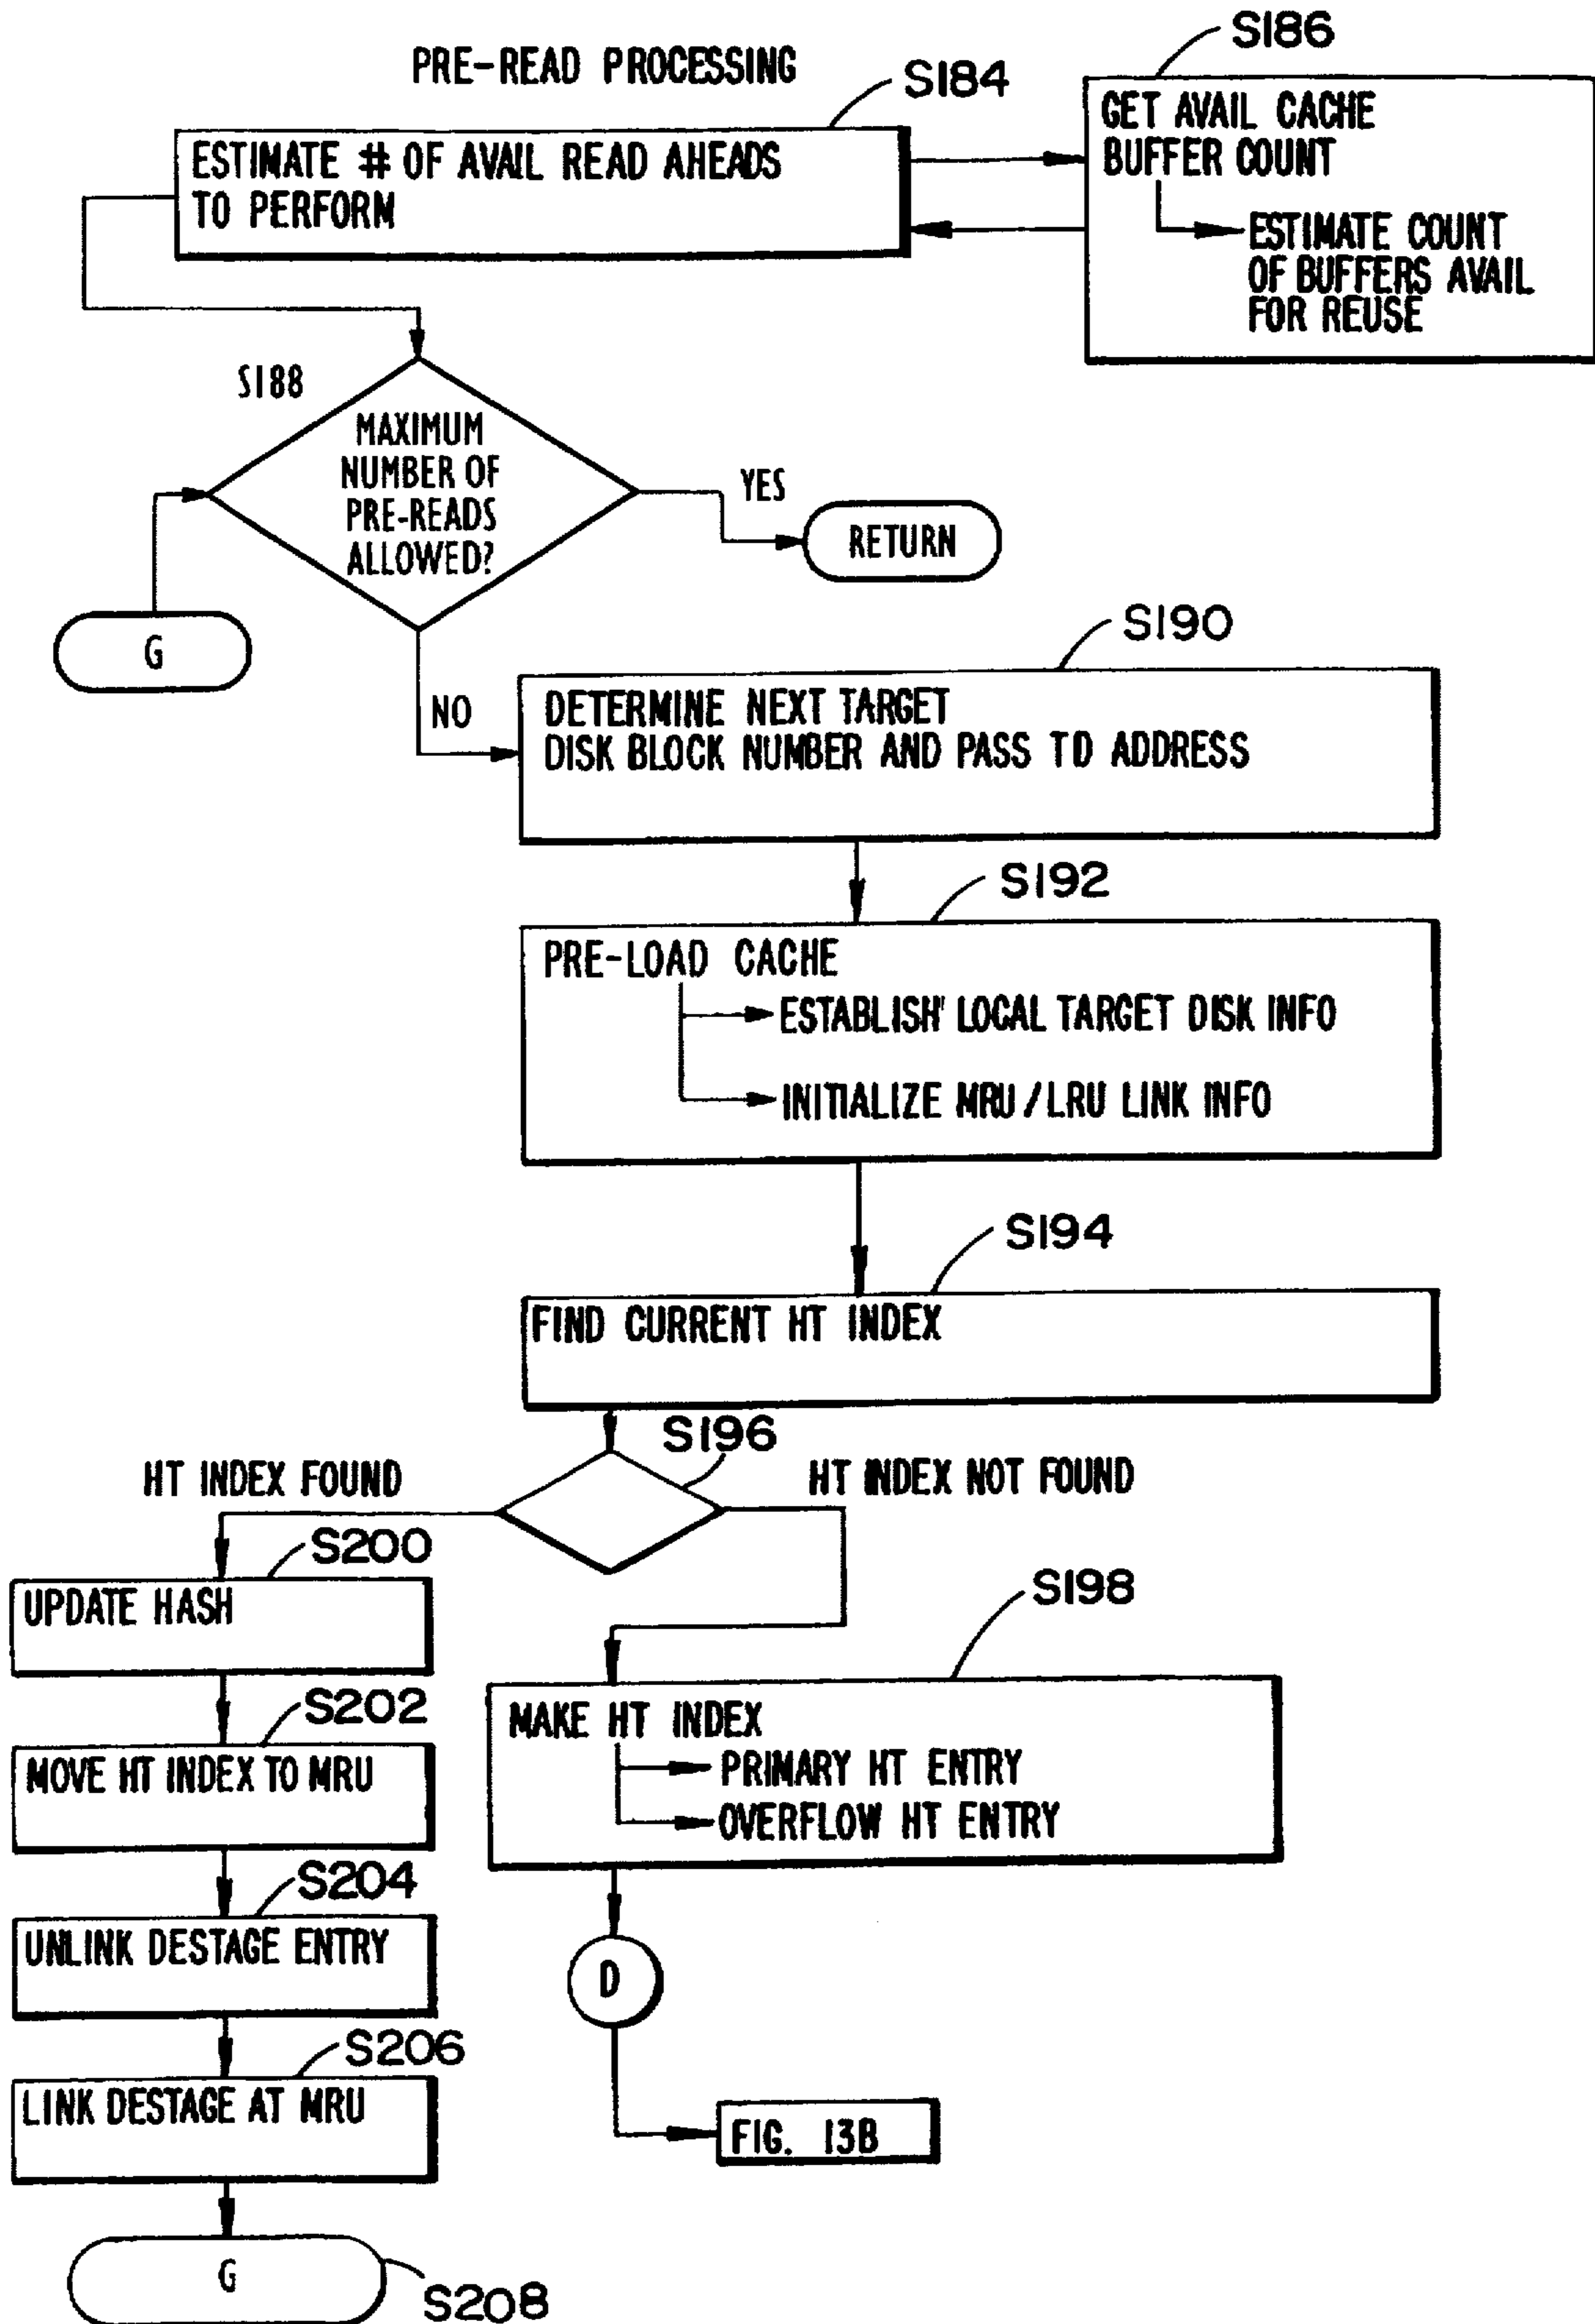 PRE-READ PROCESSING
S184
S186
ESTIMATE # OF AVAIL READ AHEADS
TO PERFORM
GET AVAIL CACHE
BUFFER COUNT
ESTIMATE COUNT
OF BUFFERS AVAIL
FOR REUSE
S188
MAXIMUM
NUMBER OF
PRE-READS
ALLOWED?
YES
RETURN
G
NO
S190
DETERMINE NEXT TARGET
DISK BLOCK NUMBER AND PASS TO ADDRESS
S192
PRE-LOAD CACHE
ESTABLISH' LOCAL TARGET DISK INFO
INITIALIZE MRU/LRU LINK INFO
S194
FIND CURRENT HT INDEX
S196
HT INDEX FOUND
HT INDEX NOT FOUND
S200
UPDATE HASH
S198
MAKE HT INDEX
PRIMARY HT ENTRY
OVERFLOW HT ENTRY
S202
MOVE HT INDEX TO MRU
S204
UNLINK DESTAGE ENTRY
D
S206
LINK DESTAGE AT MRU
FIG. 13B
G
S208